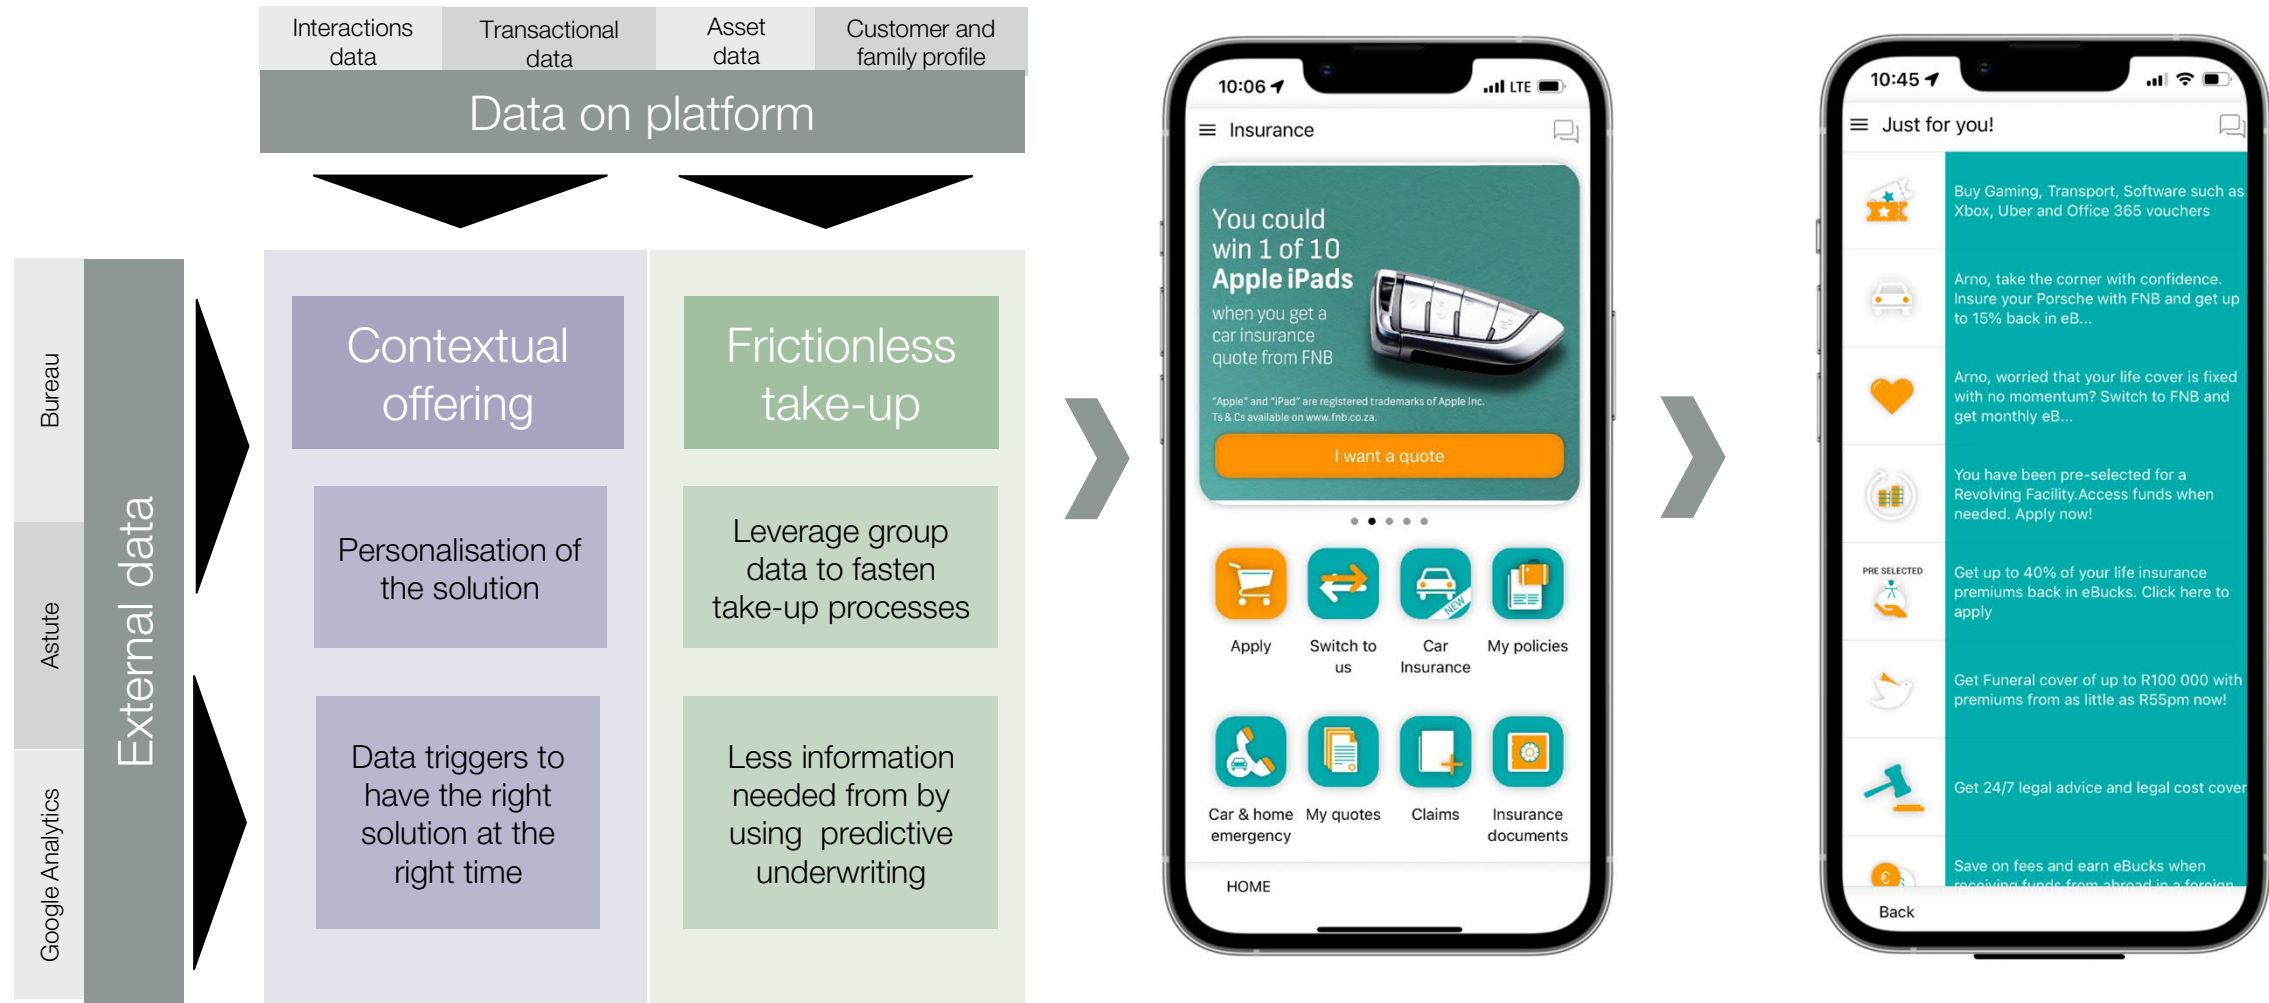 Interactions
data
Transactional
data
Asset
data
Customer and
family profile
Data on platform
Bureau
Astute
Google Analytics
External data
Contextual
offering
Personalisation of
the solution
Data triggers to
have the right
solution at the
right time
Frictionless
take-up
Leverage group
data to fasten
take-up processes
Less information
needed from by
using predictive
underwriting
10:06
LTE
Insurance
You could
win 1 of 10
Apple iPads
when you get a
car insurance
quote from FNB
"Apple" and "iPad" are registered trademarks of Apple Inc.
Ts & Cs available on www.fnb.co.za.
I want a quote
Apply
Switch to
us
NEW
Car
Insurance
My policies
Car & home
emergency
My quotes
Claims
Insurance
documents
HOME
10:45
Just for you!
Buy Gaming, Transport, Software such as
Xbox, Uber and Office 365 vouchers
Arno, take the corner with confidence.
Insure your Porsche with FNB and get up
to 15% back in eB...
Arno, worried that your life cover is fixed
with no momentum? Switch to FNB and
get monthly eB...
You have been pre-selected for a
Revolving Facility.Access funds when
needed. Apply now!
PRE SELECTED
Get up to 40% of your life insurance
premiums back in eBucks. Click here to
apply
Get Funeral cover of up to R100 000 with
premiums from as little as R55pm now!
Get 24/7 legal advice and legal cost cover
Save on fees and earn eBucks when
receiving funds from abroad in a foreign
Back